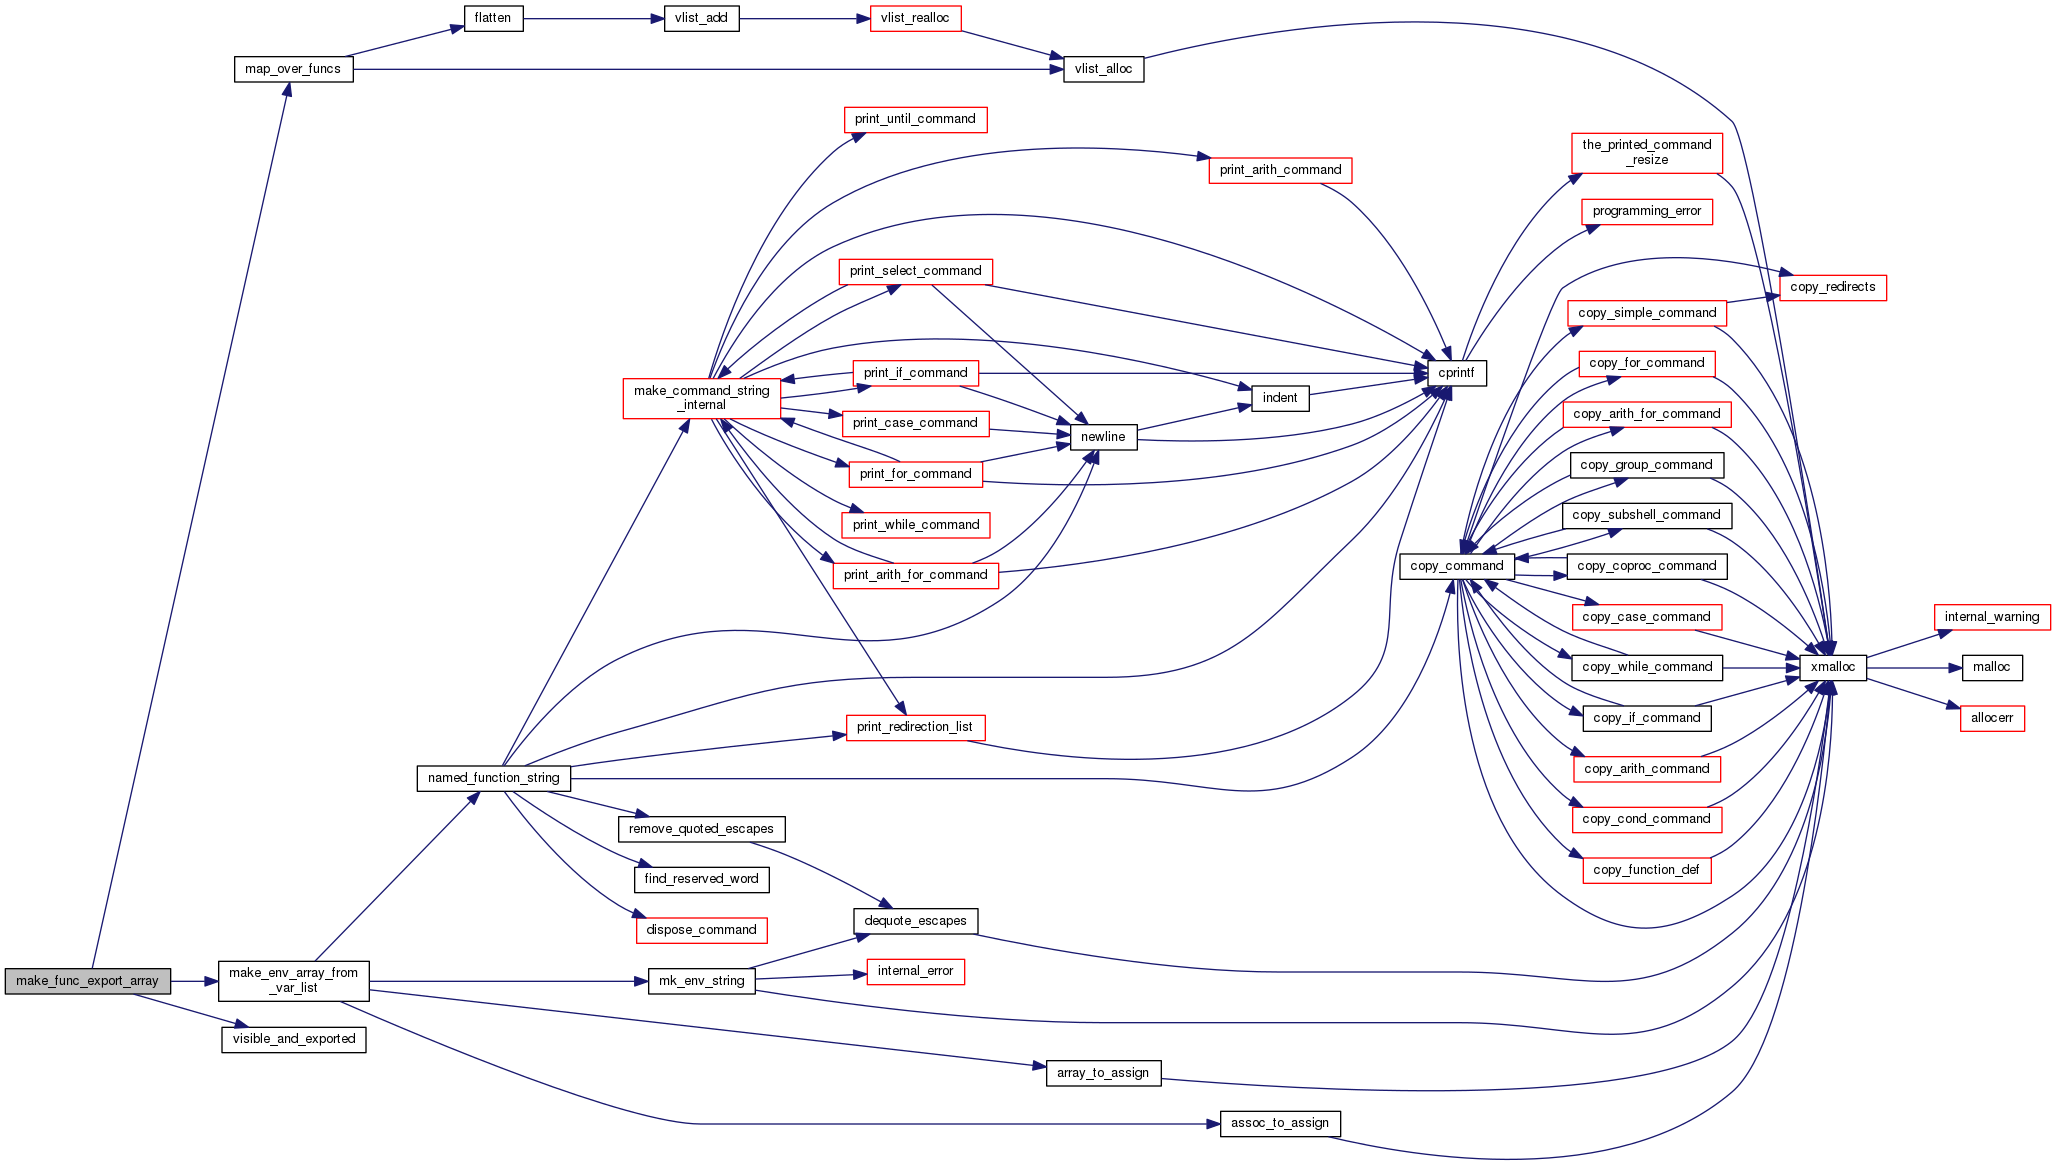 flatten
vlist_add
vlist_realloc
map_over_funcs
vlist_alloc
print_until_command
the_printed_command
_resize
print_arith_command
programming_error
print_select_command
copy_redirects
copy_simple_command
copy_for_command
print_if_command
cprintf
make_command_string
_internal
indent
copy_arith_for_command
print_case_command
newline
copy_group_command
print_for_command
copy_subshell_command
print_while_command
copy_command
copy_coproc_command
print_arith_for_command
copy_case_command
internal_warning
copy_while_command
xmalloc
malloc
copy_if_command
allocerr
print_redirection_list
copy_arith_command
named_function_string
copy_cond_command
remove_quoted_escapes
copy_function_def
find_reserved_word
dequote_escapes
dispose_command
internal_error
make_func_export_array
make_env_array_from
_var_list
mk_env_string
visible_and_exported
array_to_assign
assoc_to_assign